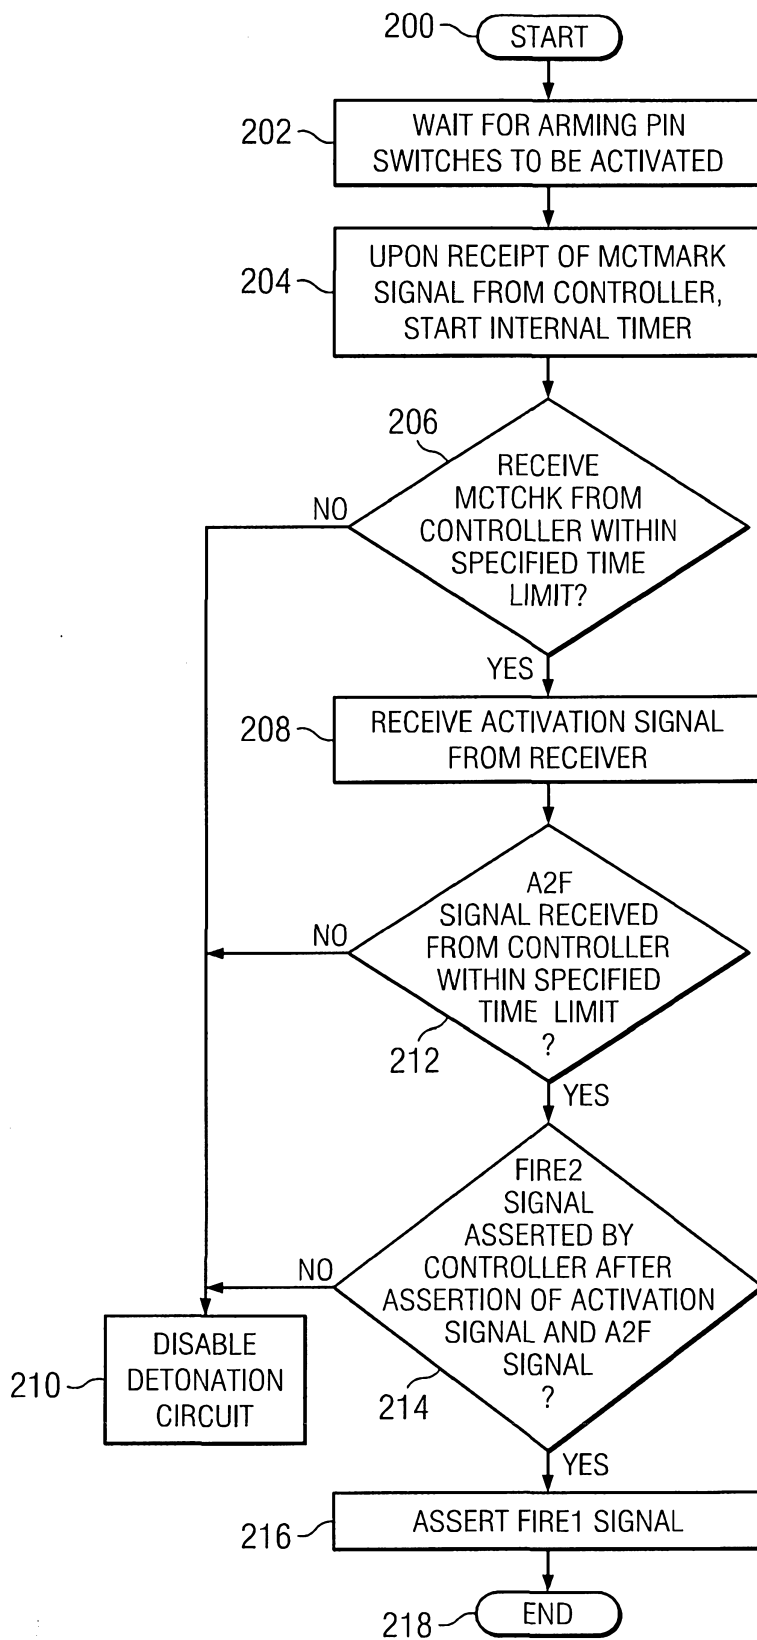 200
START
202
WAIT FOR ARMING PIN
SWITCHES TO BE ACTIVATED
204
UPON RECEIPT OF MCTMARK
SIGNAL FROM CONTROLLER,
START INTERNAL TIMER
206
RECEIVE
MCTCHK FROM
CONTROLLER WITHIN
SPECIFIED TIME
LIMIT?
NO
YES
208
RECEIVE ACTIVATION SIGNAL
FROM RECEIVER
A2F
SIGNAL RECEIVED
FROM CONTROLLER
WITHIN SPECIFIED
TIME LIMIT
?
NO
212
YES
FIRE2
SIGNAL
ASSERTED BY
CONTROLLER AFTER
ASSERTION OF ACTIVATION
SIGNAL AND A2F
SIGNAL
?
NO
214
210
DISABLE
DETONATION
CIRCUIT
YES
216
ASSERT FIRE1 SIGNAL
218
END